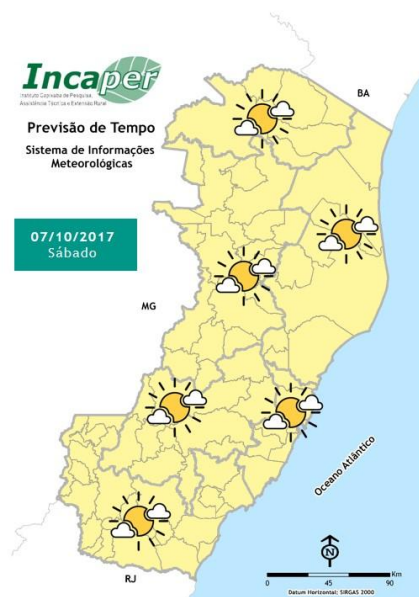 Incaper
Instituto Capixaba de Pesquisa,
Assistência Técnica e Extensão Rural
Previsão de Tempo
Sistema de Informações
Meteorológicas
07/10/2017
Sábado
BA
MG
Oceano Atlântico
RJ
N
Km
0 45 90
Datum Horizontal: SIRGAS 2000